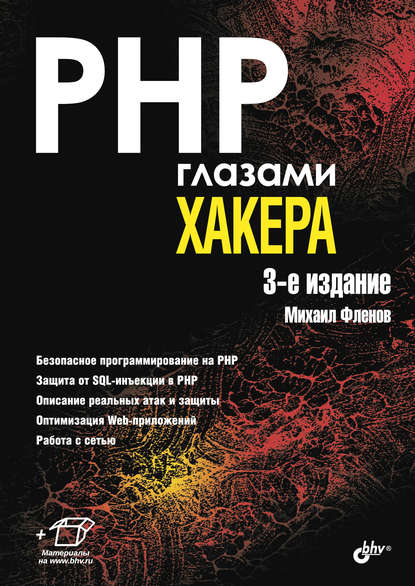 PHP
глазами
ХАКЕРА
3-е издание
Михаил Фленов
Безопасное программирование на PHP
Защита от SQL-инъекции в PHP
Описание реальных атак и защиты
Оптимизация Web-приложений
Работа с сетью
+
Материалы
на www.bhv.ru
bhv®